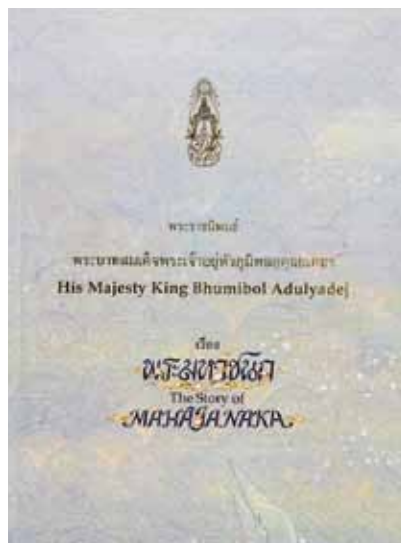 พระราชนิพนธ์
พระบาทสมเด็จพระเจ้าอยู่หัวภูมิพลอดุลยเดช
His Majesty King Bhumibol Adulyadej
เรื่อง
พระมหาชนก
The Story of
MAHAJANAKA